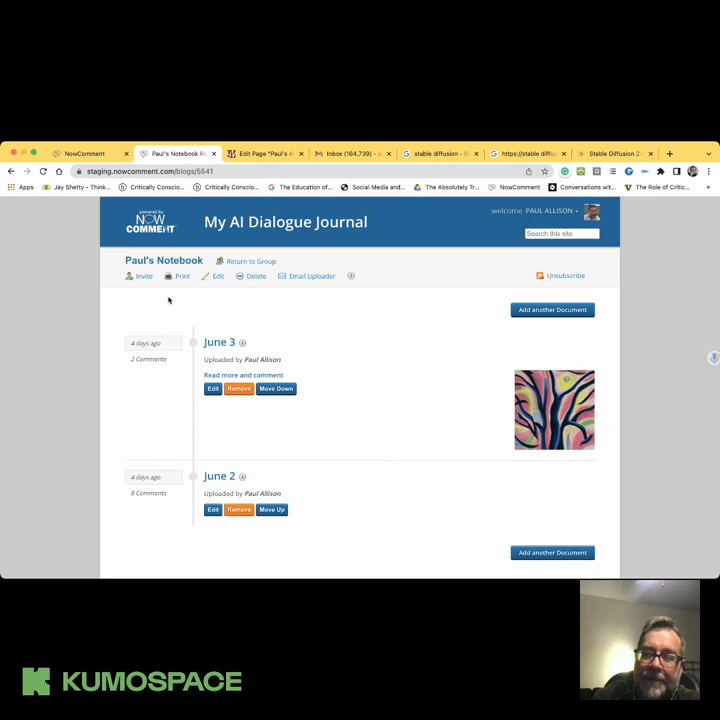 NowComment
Paul's Notebook Re
Edit Page "Paul's A
Inbox (164,739) - a
stable diffusion - G
https://stable diffus
Stable Diffusion 2-
staging.nowcomment.com/blogs/5541
Apps
Jay Shetty - Think...
Critically Conscio...
Critically Conscio...
The Education of...
Social Media and...
The Absolutely Tr...
NowComment
Conversations wit...
The Role of Critic...
powered by
NOW
COMMENT
My AI Dialogue Journal
welcome PAUL ALLISON
Search this site
Paul's Notebook
Return to Group
Invite
Print
Edit
Delete
Email Uploader
Unsubscribe
Add another Document
4 days ago
2 Comments
June 3
Uploaded by Paul Allison
Read more and comment
Edit Remove Move Down
4 days ago
8 Comments
June 2
Uploaded by Paul Allison
Edit Remove Move Up
Add another Document
KUMOSPACE